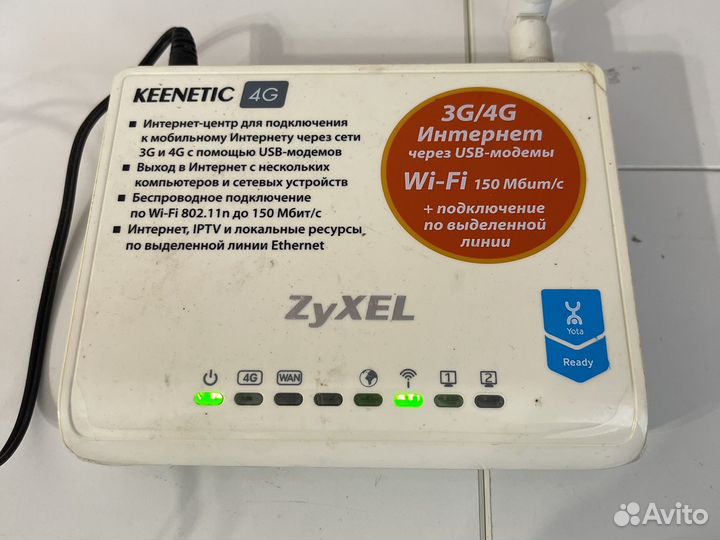 KEENETIC 4G
▪ Интернет-центр для подключения
к мобильному Интернету через сети
3G и 4G с помощью USB-модемов
▪ Выход в Интернет с нескольких
компьютеров и сетевых устройств
▪ Беспроводное подключение
по Wi-Fi 802.11n до 150 Мбит/с
▪ Интернет, IPTV и локальные ресурсы
по выделенной линии Ethernet
3G/4G
Интернет
через USB-модемы
Wi-Fi 150 Мбит/с
+ подключение
по выделенной
линии
ZyXEL
Yota
Ready
4G WAN 1 2
Avito